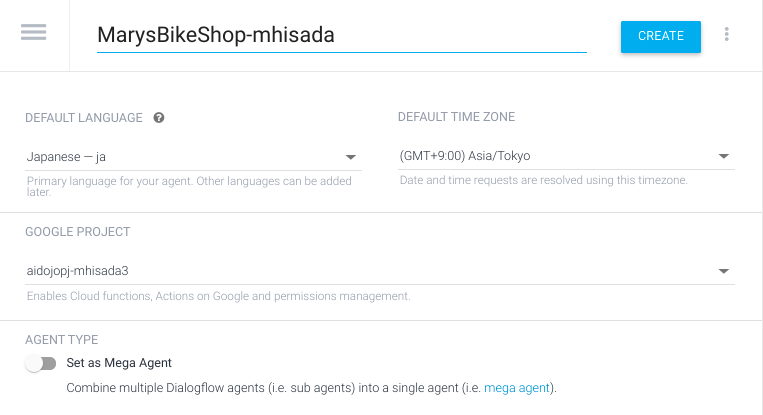 MarysBikeShop-mhisada
CREATE
DEFAULT LANGUAGE
DEFAULT TIME ZONE
Japanese — ja
(GMT+9:00) Asia/Tokyo
Primary language for your agent. Other languages can be added
later.
Date and time requests are resolved using this timezone.
GOOGLE PROJECT
aidojopj-mhisada3
Enables Cloud functions, Actions on Google and permissions management.
AGENT TYPE
Set as Mega Agent
Combine multiple Dialogflow agents (i.e. sub agents) into a single agent (i.e. mega agent).